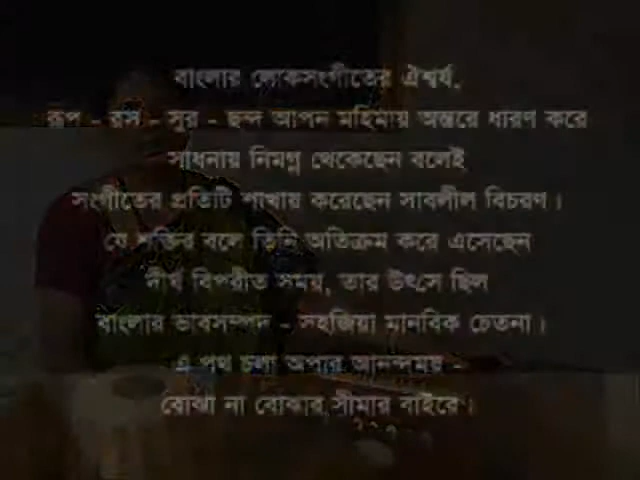 বাংলার লোকসংগীতের ঐশ্বর্য,
রূপ - রস - সুর - ছন্দ আপন মহিমায় অন্তরে ধারণ করে
সাধনায় নিমগ্ন থেকেছেন বলেই
সংগীতের প্রতিটি শাখায় করেছেন সাবলীল বিচরণ।
যে শক্তির বলে তিনি অতিক্রম করে এসেছেন
দীর্ঘ বিপরীত সময়, তার উৎসে ছিল
বাংলার ভাবসম্পদ - সহজিয়া মানবিক চেতনা।
এ পথ চলা অপার আনন্দময় -
বোঝা না বোঝার সীমার বাইরে।